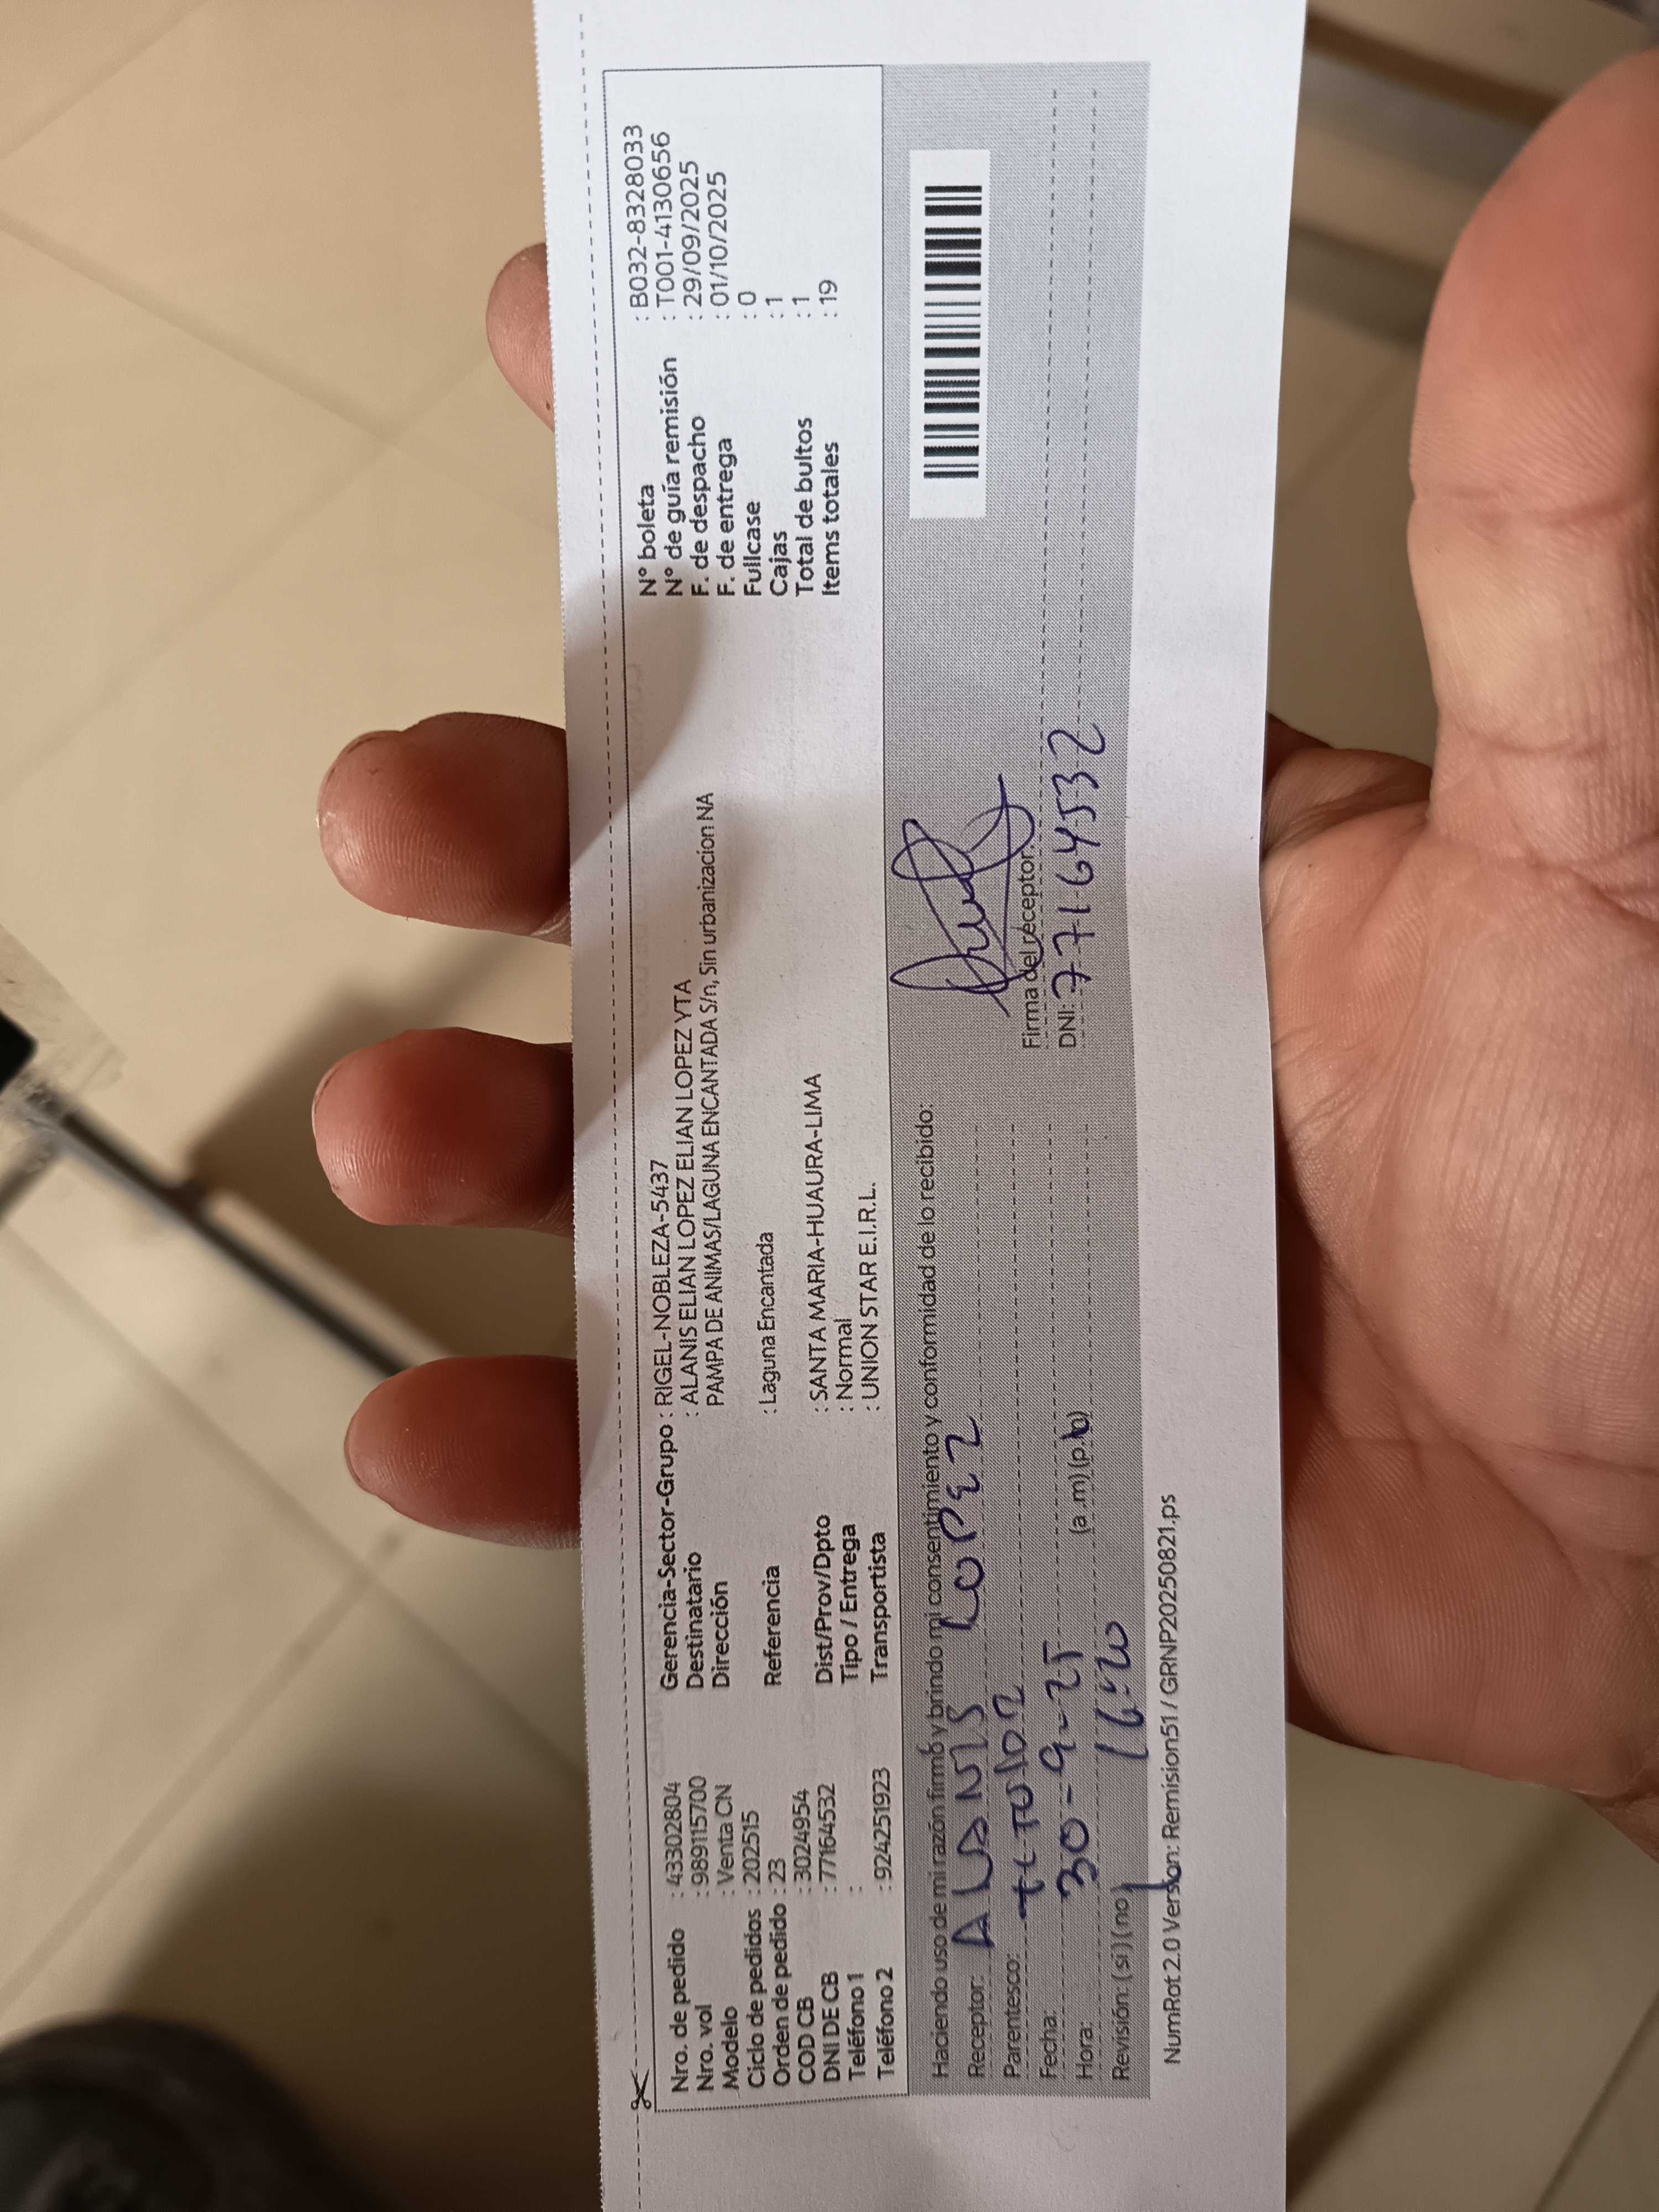 Nro. de pedido : 433028​04
Nro. vol : 989115700
Modelo : Venta CN
Ciclo de pedidos : 202515
Orden de pedido : 23
COD CB : 3024954
DNI DE CB : 77164532
Teléfono 1 :
Teléfono 2 : 924251923
Gerencia-Sector-Grupo : RIGEL-NOBLEZA-5437
Destinatario : ALANIS ELIAN LOPEZ ELIAN LOPEZ YTA
Dirección PAMPA DE ANIMAS/LAGUNA ENCANTADA S/n, Sin urbanizacion NA
Referencia : Laguna Encantada
Dist/Prov/Dpto : SANTA MARIA-HUAURA-LIMA
Tipo / Entrega : Normal
Transportista : UNION STAR E.I.R.L.
N° boleta : B032-8328033
N° de guía remisión : T001-4130656
F. de despacho : 29/09/2025
F. de entrega : 01/10/2025
Fullcase : 0
Cajas : 1
Total de bultos : 1
Items totales : 19
Haciendo uso de mi razón firmo y brindo mi consentimiento y conformidad de lo recibido:
Receptor: ALANIS LOPEZ
Parentesco:
Fecha: 30-9-25
Hora: (a.m)
Revisión: (si) (no)
Firma del receptor:
DNI: 77164532
NumRot 2.0 Version: Remision51 / GRNP20250821.ps